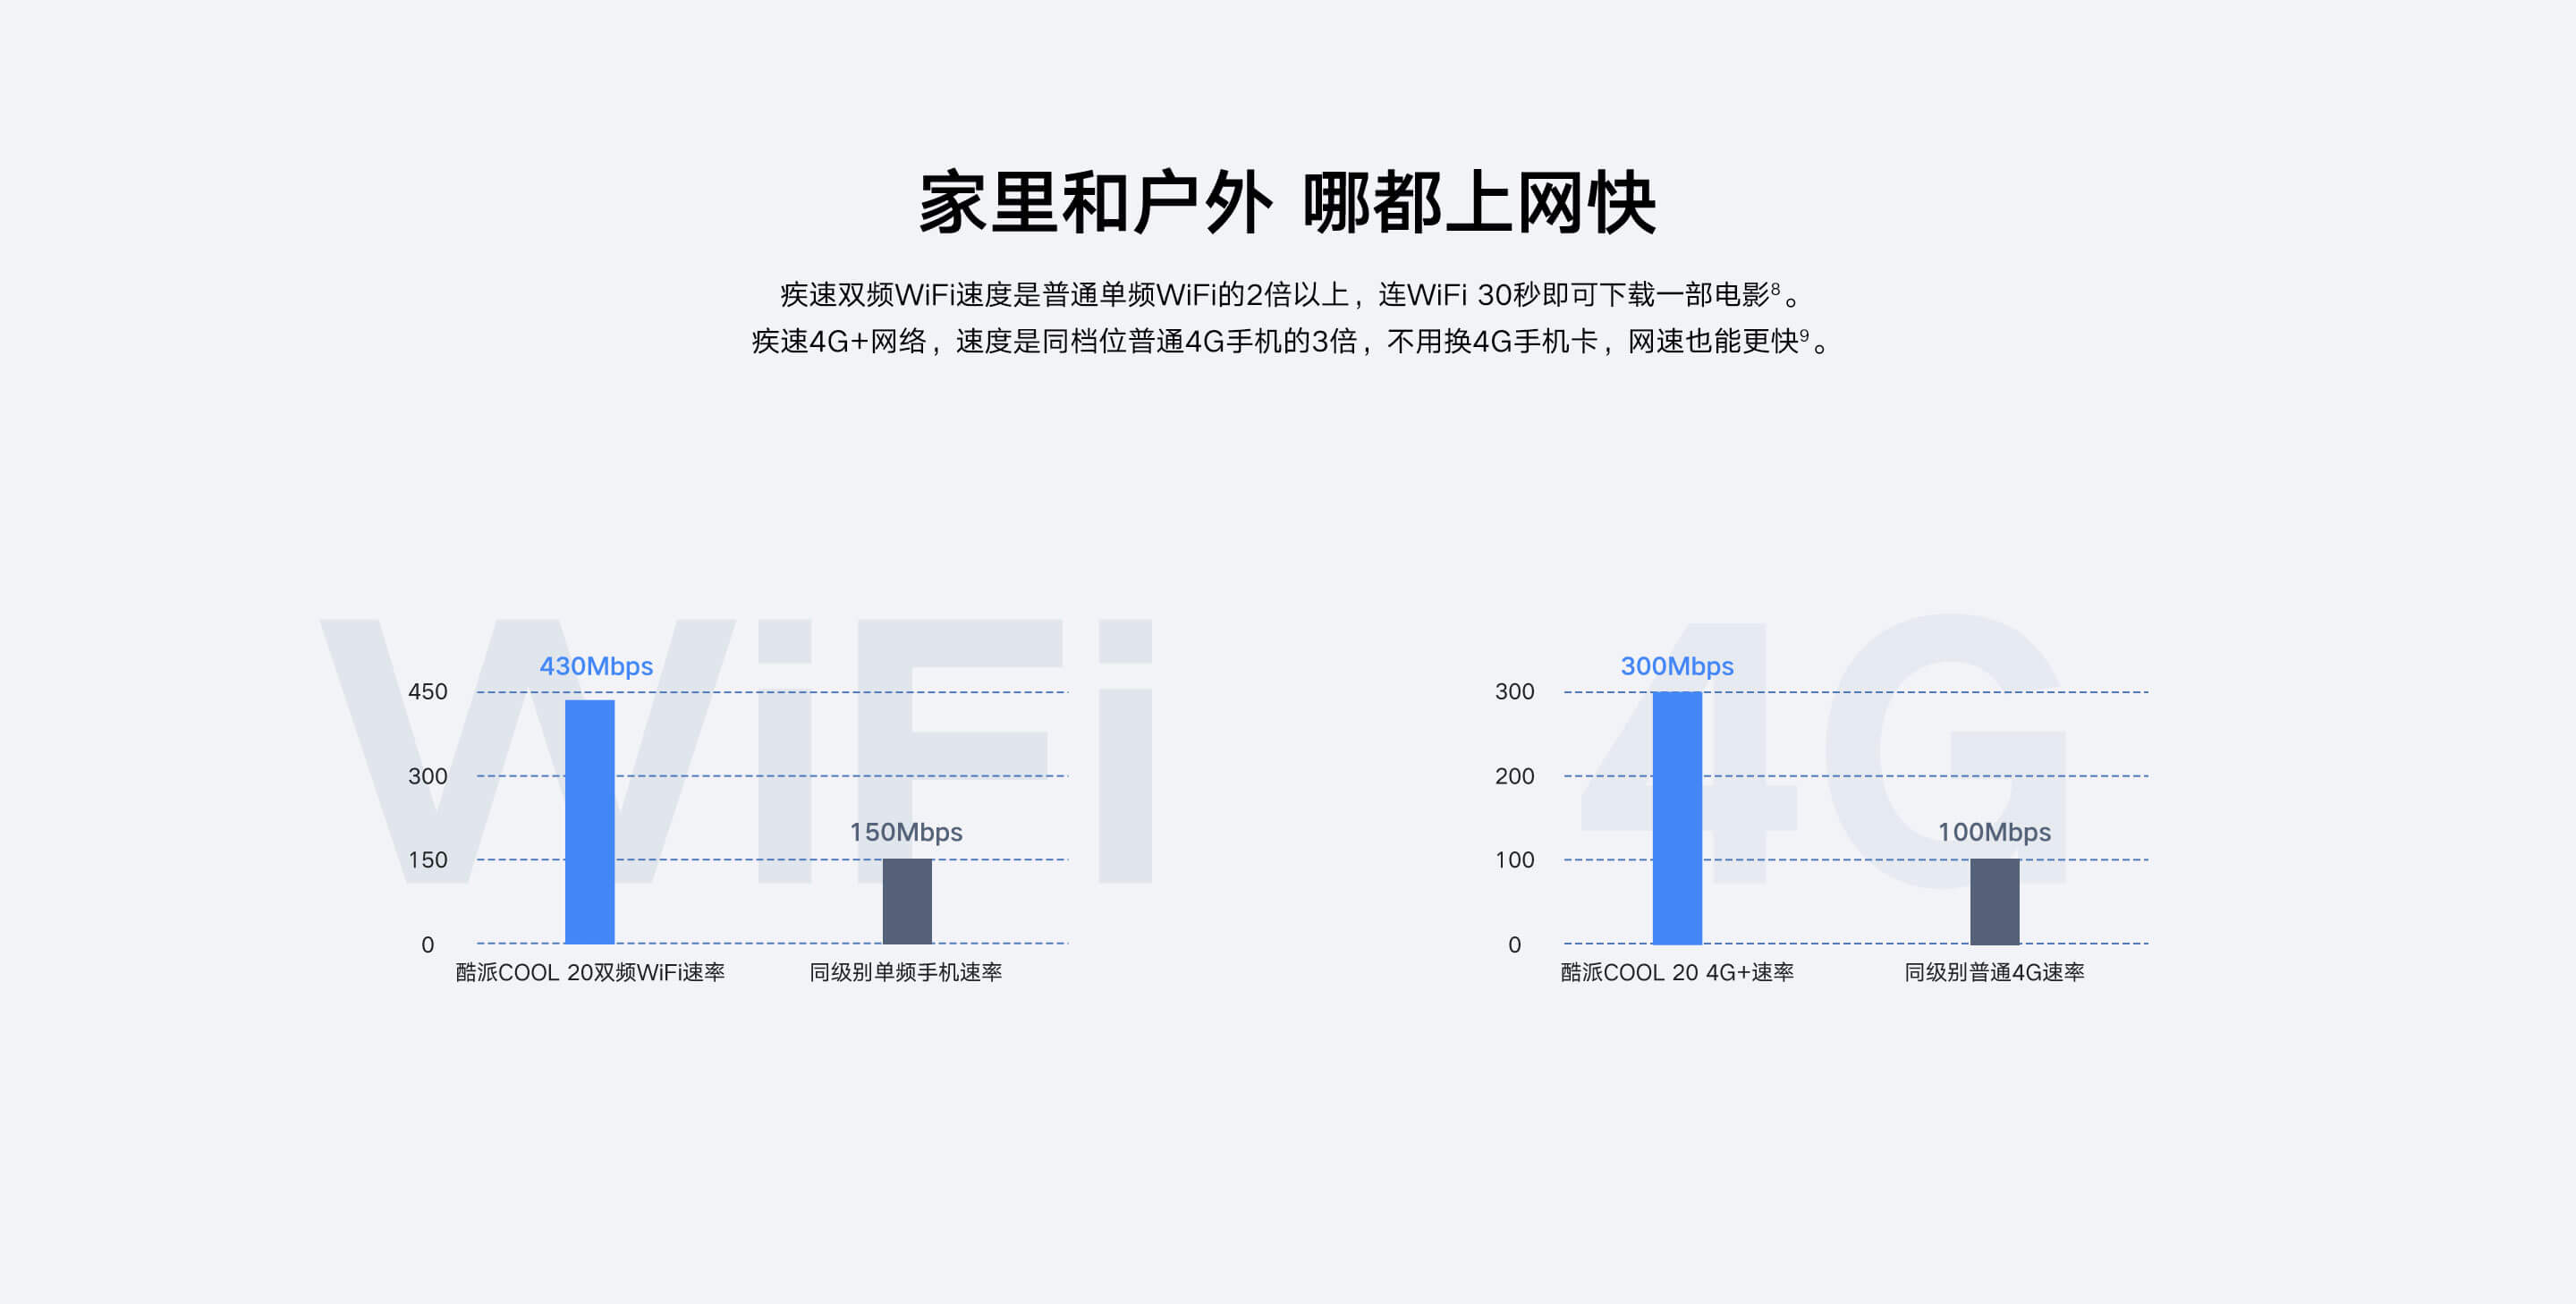 家里和户外 哪都上网快
疾速双频WiFi速度是普通单频WiFi的2倍以上，连WiFi 30秒即可下载一部电影⁸。
疾速4G+网络，速度是同档位普通4G手机的3倍，不用换4G手机卡，网速也能更快⁹。
WiFi
430Mbps
450
300
150Mbps
150
0
酷派COOL 20双频WiFi速率
同级别单频手机速率
4G
300Mbps
300
200
100Mbps
100
0
酷派COOL 20 4G+速率
同级别普通4G速率